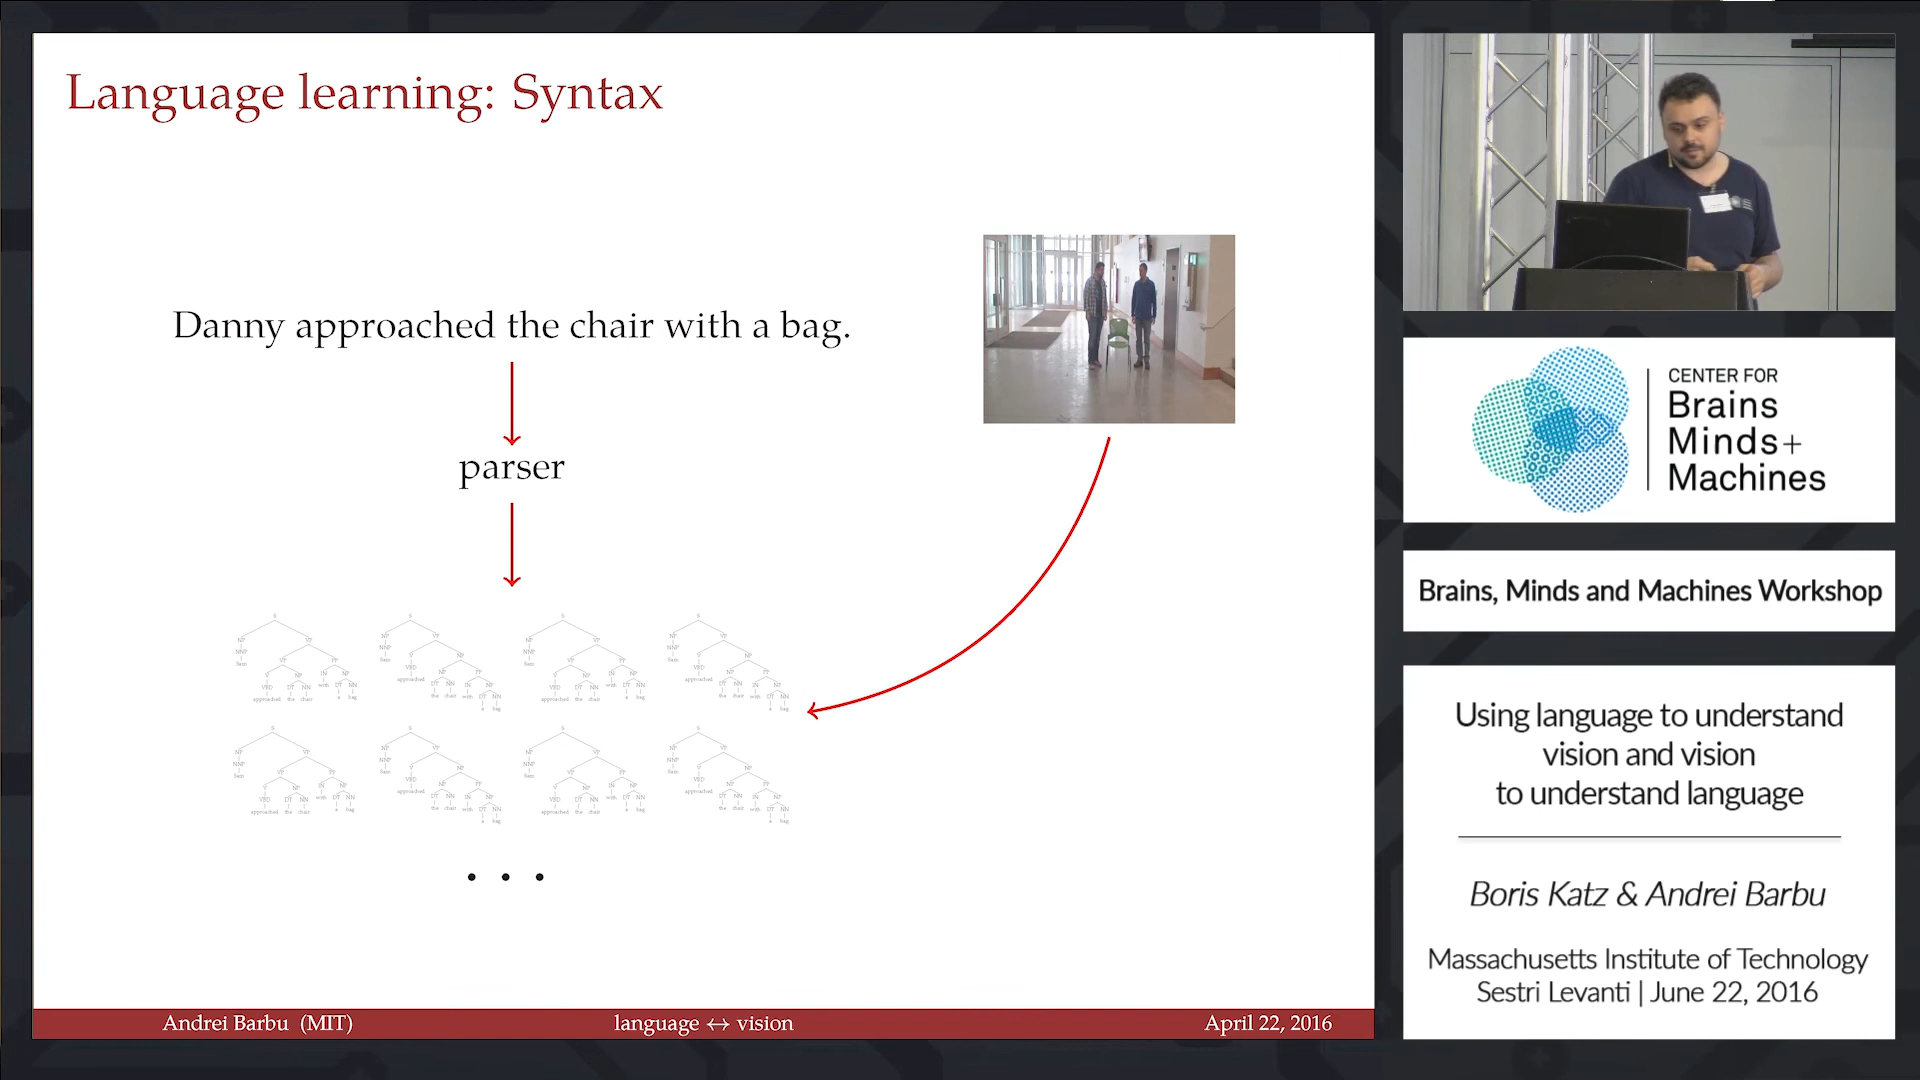 Language learning: Syntax
Danny approached the chair with a bag.
parser
. . .
Andrei Barbu (MIT)
language ↔ vision
April 22, 2016
CENTER FOR
Brains
Minds+
Machines
Brains, Minds and Machines Workshop
Using language to understand
vision and vision
to understand language
Boris Katz & Andrei Barbu
Massachusetts Institute of Technology
Sestri Levanti | June 22, 2016